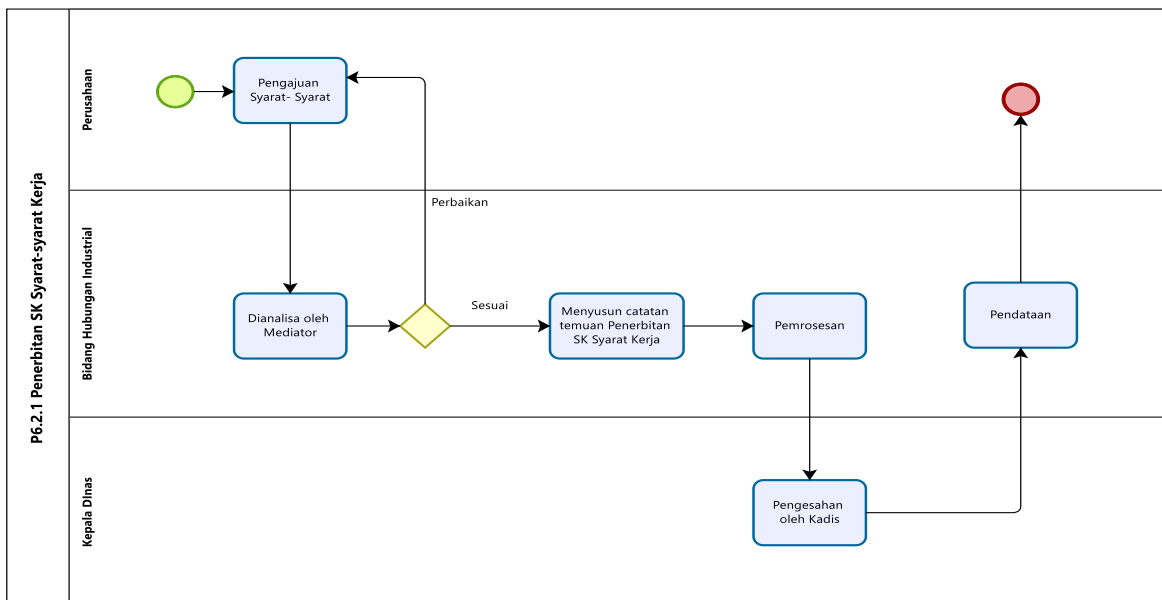 P6.2.1 Penerbitan SK Syarat-syarat Kerja
Perusahaan
Pengajuan
Syarat- Syarat
Perbaikan
Bidang Hubungan Industrial
Dianalisa oleh
Mediator
Sesuai
Menyusun catatan
temuan Penerbitan
SK Syarat Kerja
Pemrosesan
Pendataan
Kepala DInas
Pengesahan
oleh Kadis